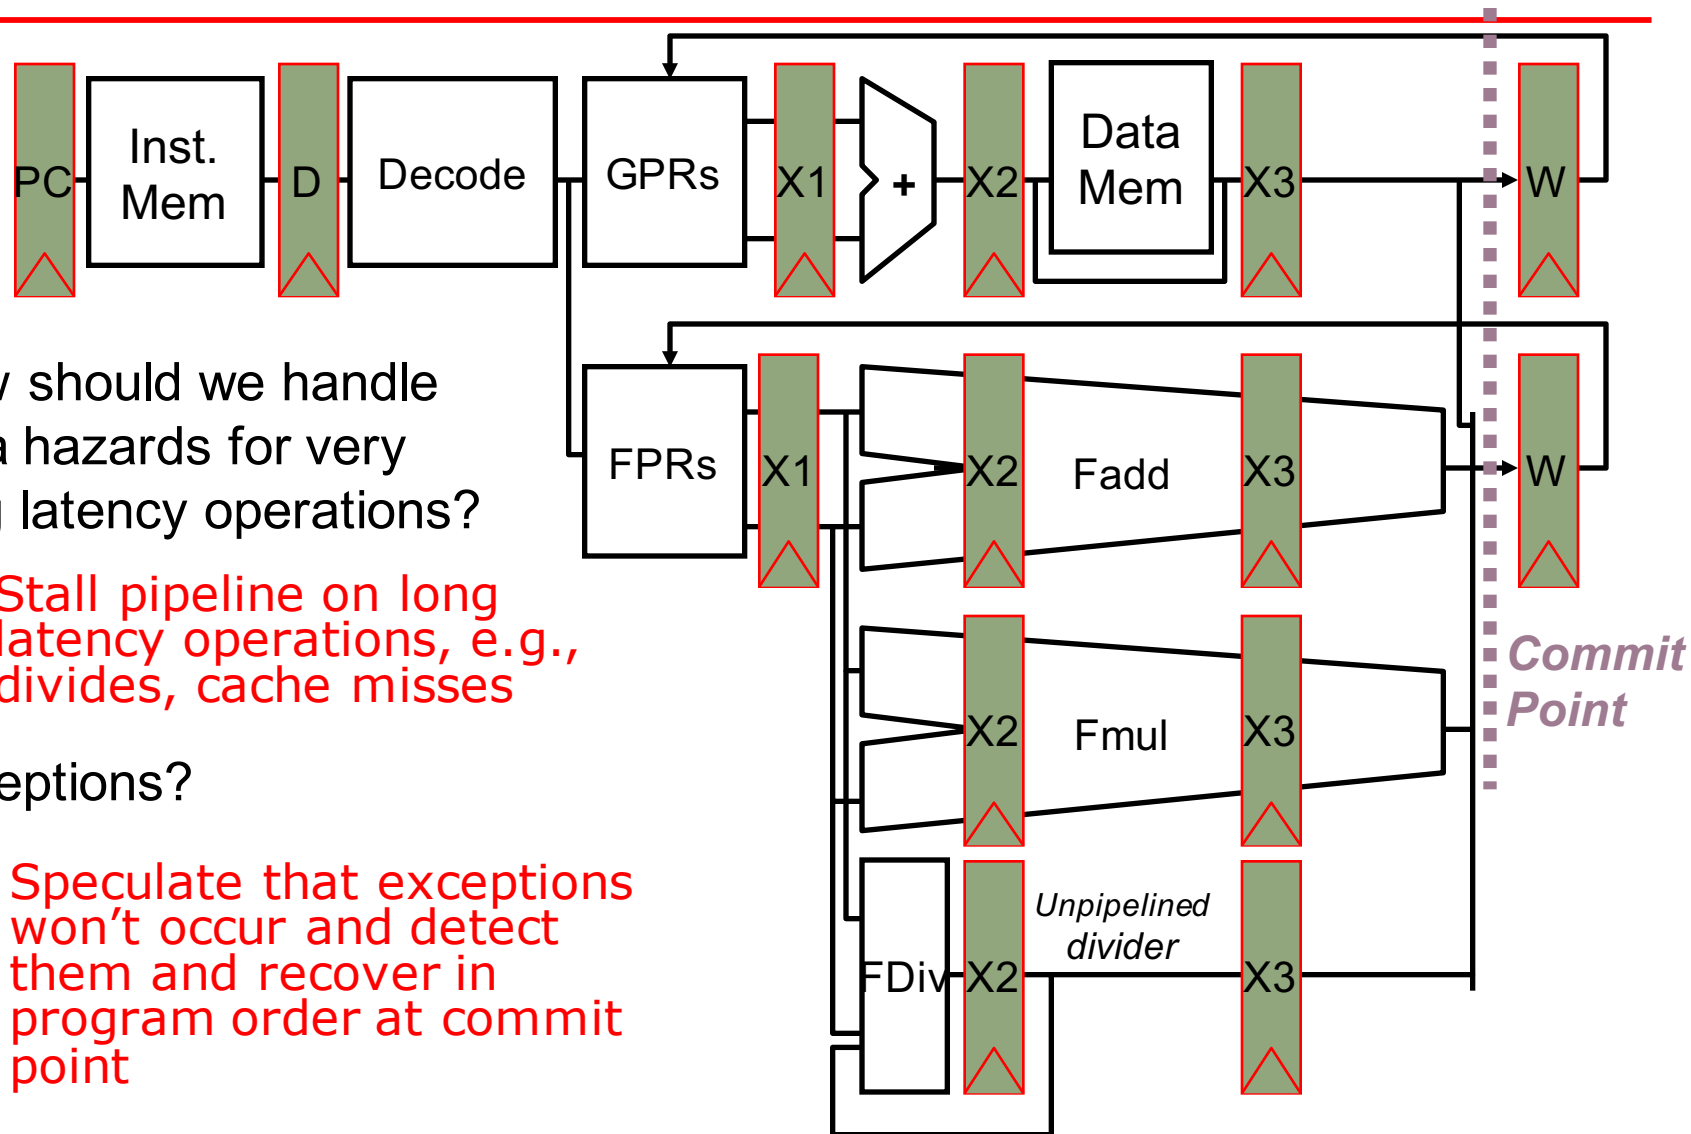 PC
Inst.
Mem
D
Decode
GPRs
X1
+
X2
Data
Mem
X3
W
should we handle
hazards for very
latency operations?
Stall pipeline on long
latency operations, e.g.,
divides, cache misses
eptions?
Speculate that exceptions
won't occur and detect
them and recover in
program order at commit
point
FPRs
X1
X2
Fadd
X3
W
X2
Fmul
X3
Commit
Point
FDiv
X2
Unpipelined
divider
X3